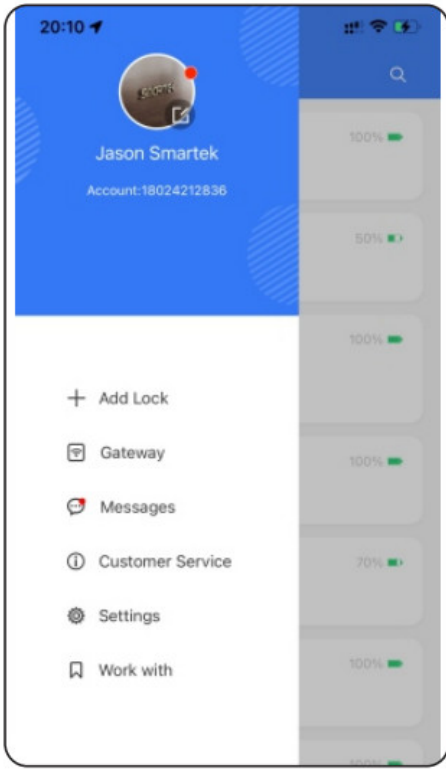 20:10
Jason Smartek
Account:18024212836
Add Lock
Gateway
Messages
Customer Service
Settings
Work with
100%
50%
100%
100%
70%
100%
100%